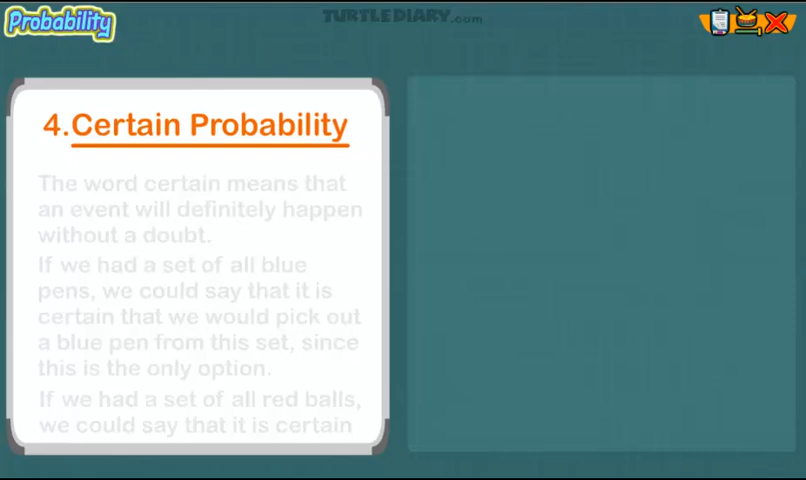 Probability
TURTLEDIARY.com
4.Certain Probability
The word certain means that
an event will definitely happen
without a doubt.
If we had a set of all blue
pens, we could say that it is
certain that we would pick out
a blue pen from this set, since
this is the only option.
If we had a set of all red balls,
we could say that it is certain